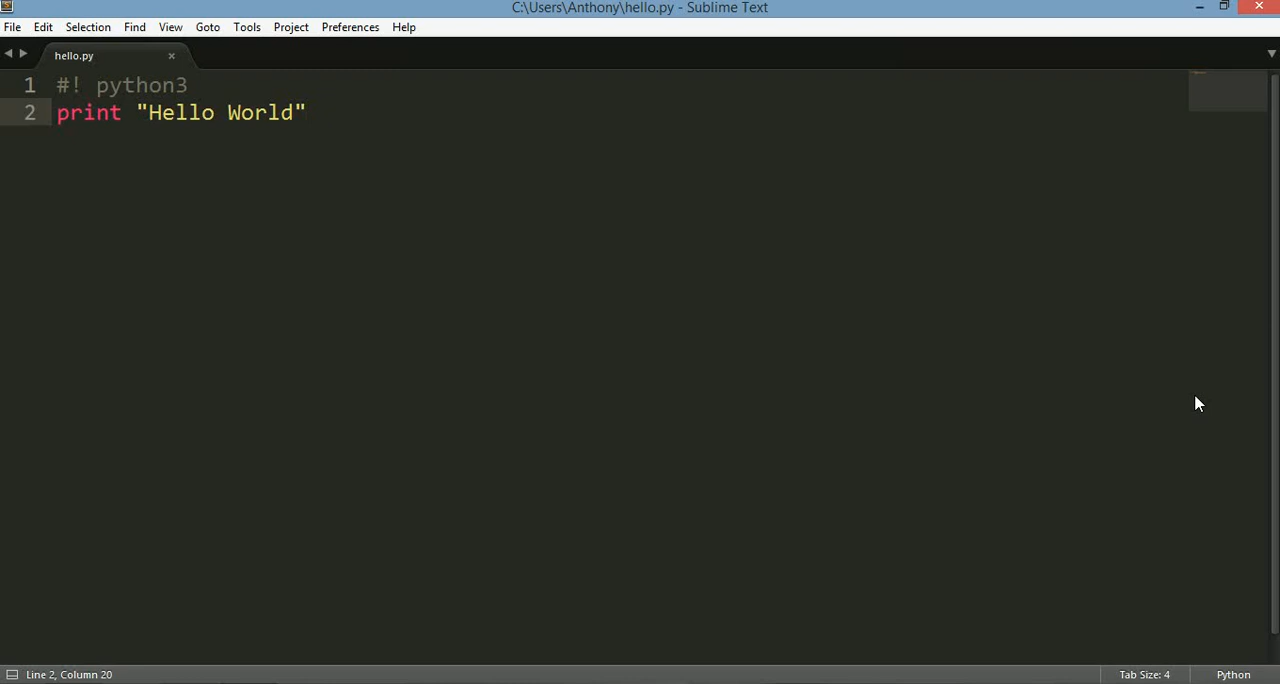 C:\Users\Anthony\hello.py - Sublime Text
File Edit Selection Find View Goto Tools Project Preferences Help
hello.py
1 #! python3
2 print "Hello World"
Line 2, Column 20 Tab Size: 4 Python